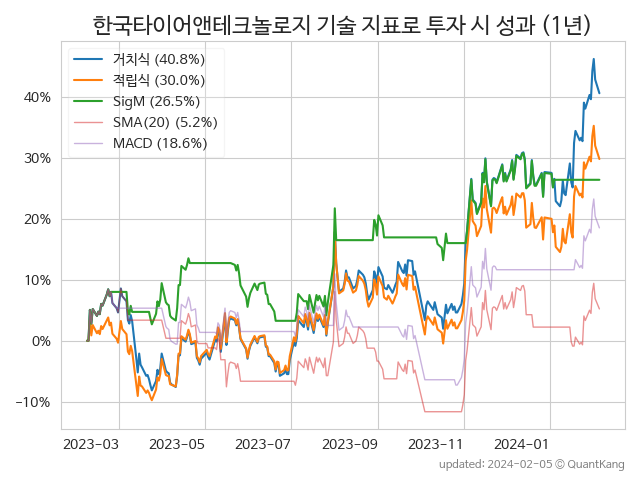 한국타이어앤테크놀로지 기술 지표로 투자 시 성과 (1년)
거치식 (40.8%)
적립식 (30.0%)
SigM (26.5%)
SMA(20) (5.2%)
MACD (18.6%)
40%
30%
20%
10%
0%
−10%
2023-03 2023-05 2023-07 2023-09 2023-11 2024-01
updated: 2024-02-05 © QuantKang